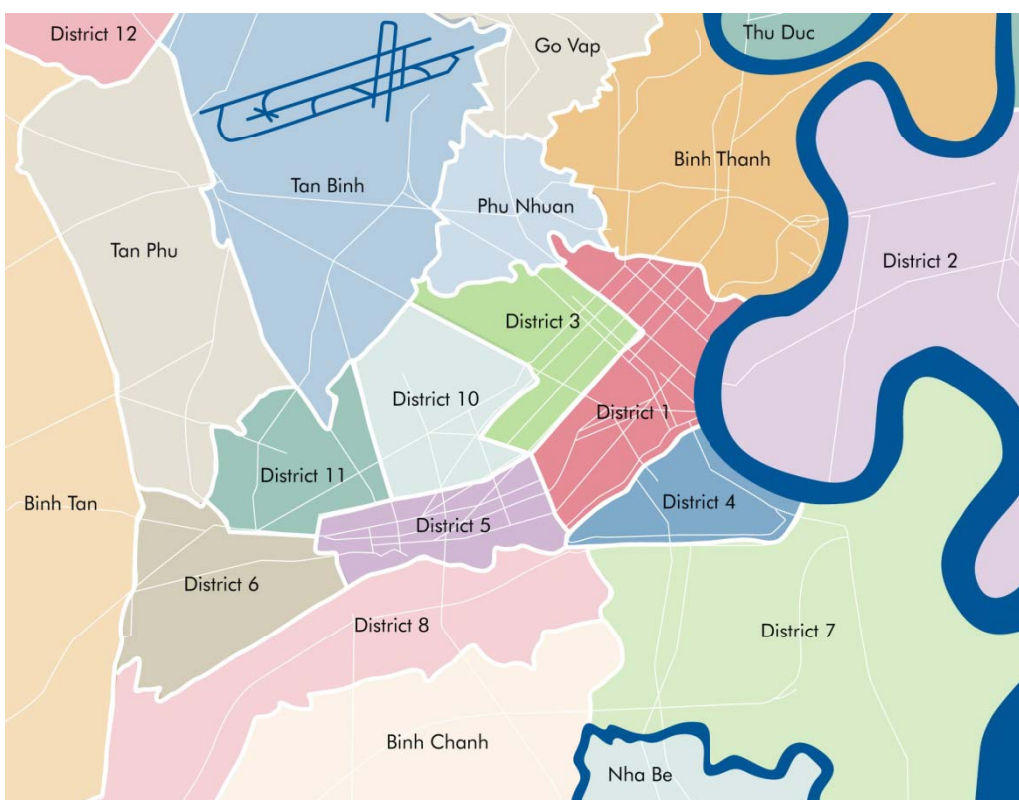 District 12
Thu Duc
Go Vap
Binh Thanh
Tan Binh
Phu Nhuan
Tan Phu
District 2
District 3
District 10
District 1
District 11
Binh Tan
District 4
District 5
District 6
District 8
District 7
Binh Chanh
Nha Be